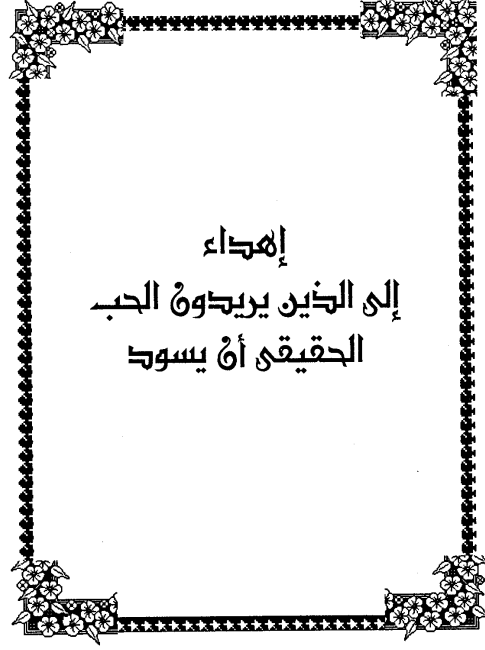 إهداء
إلى الذين يريدون الحب
الحقيقى أن يسود